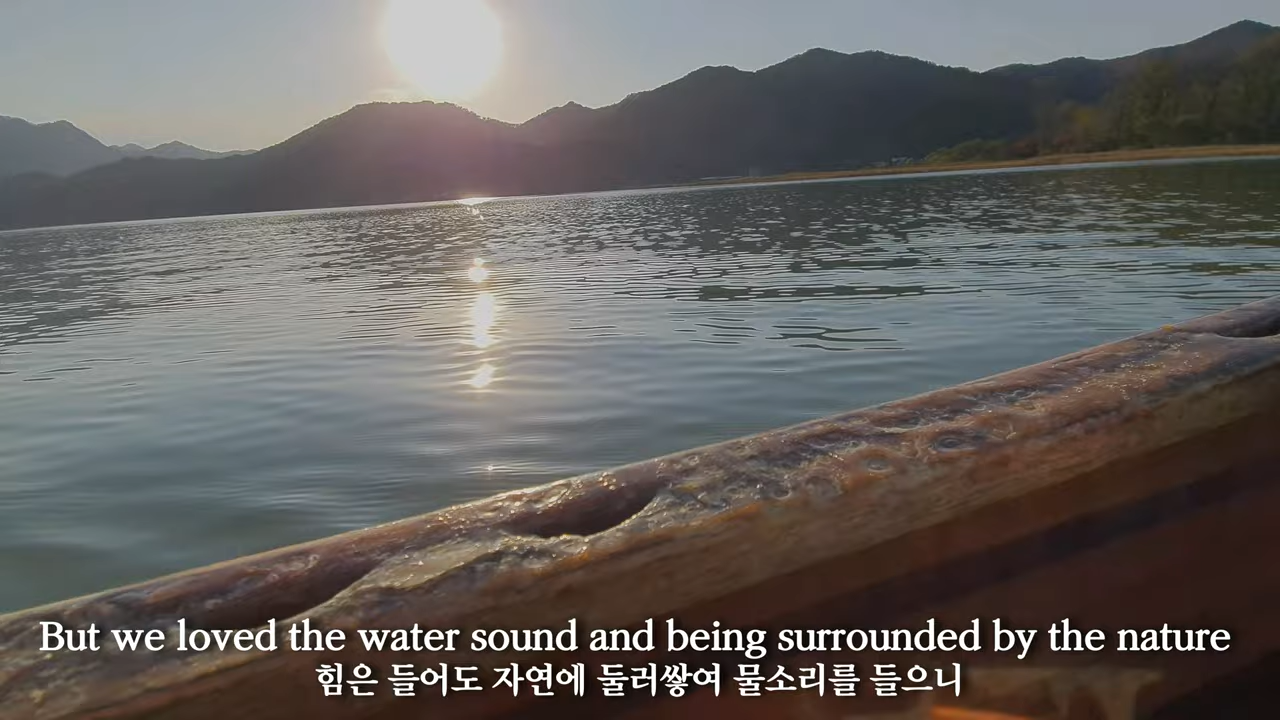 But we loved the water sound and being surrounded by the nature
힘은 들어도 자연에 둘러쌓여 물소리를 들으니